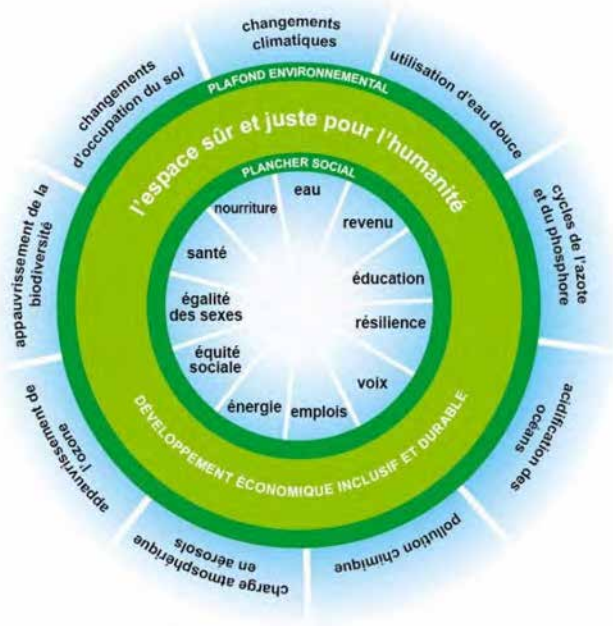 changements
climatiques
utilisation d'eau douce
cycles de l'azote
et du phosphore
acidification des
océans
pollution chimique
charge atmosphérique
en aérosols
appauvrissement de
l'ozone
appauvrissement de la
biodiversité
changements
d'occupation du sol
PLAFOND ENVIRONNEMENTAL
l'espace sûr et juste pour l'humanité
PLANCHER SOCIAL
eau
revenu
éducation
résilience
voix
emplois
énergie
équité
sociale
égalité
des sexes
santé
nourriture
DÉVELOPPEMENT ÉCONOMIQUE INCLUSIF ET DURABLE